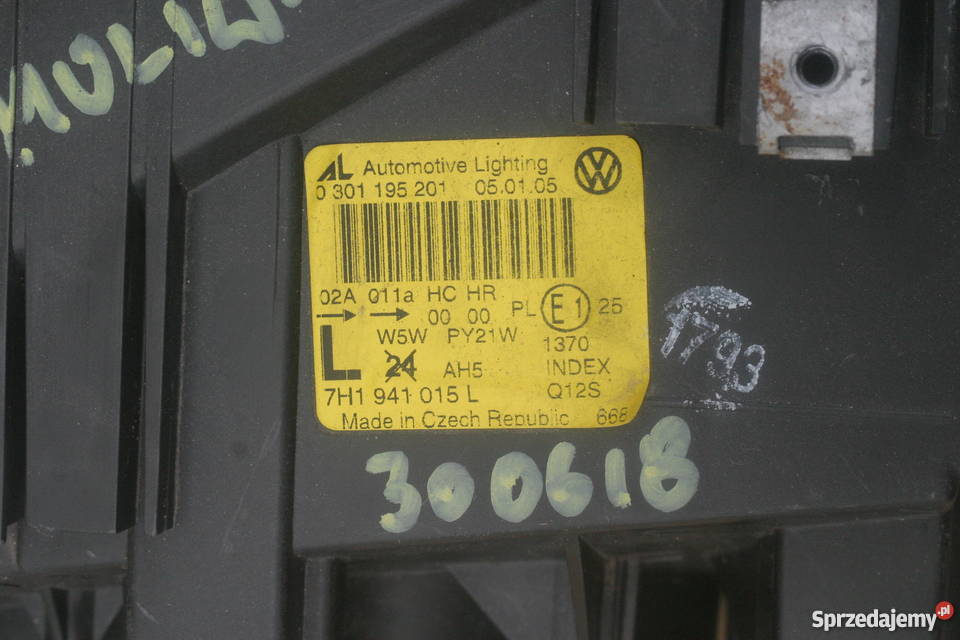 AL Automotive Lighting
0 301 195 201 05.01.05
02A 011a HC HR
00 00 PL E1 25
W5W PY21W 1370
L 24 AH5 INDEX
7H1 941 015 L Q12S
Made in Czech Republic 668
1793
300618
Sprzedajemy.pl